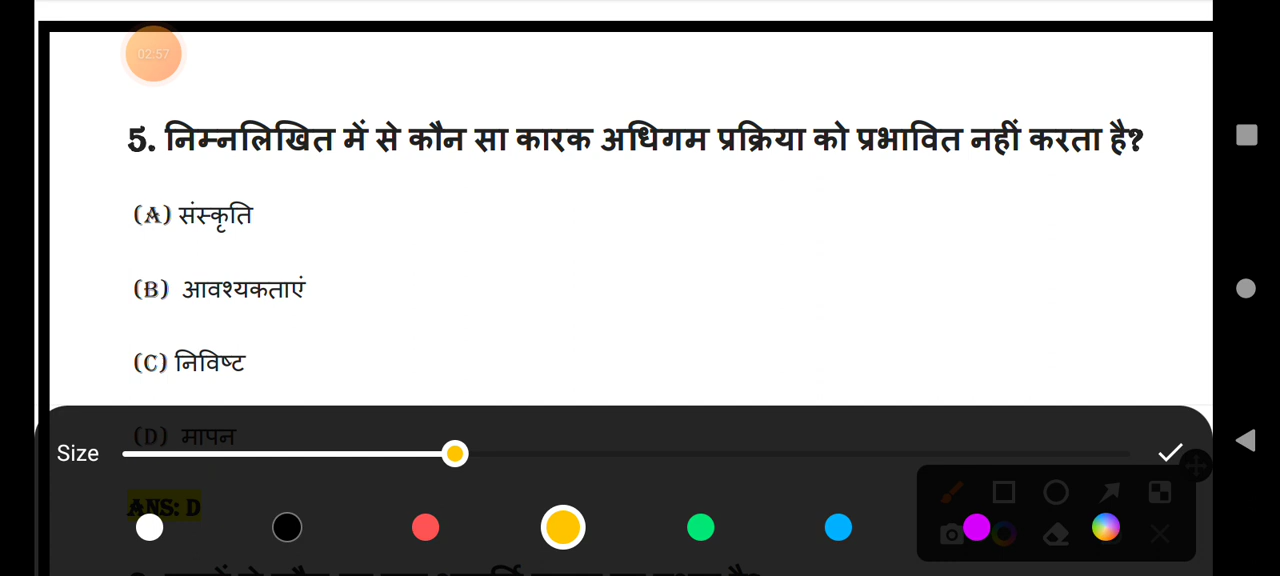 02:57
5. निम्नलिखित में से कौन सा कारक अधिगम प्रक्रिया को प्रभावित नहीं करता है?
(A) संस्कृति
(B) आवश्यकताएं
(C) निविष्ट
(D) मापन
Size
ANS: D